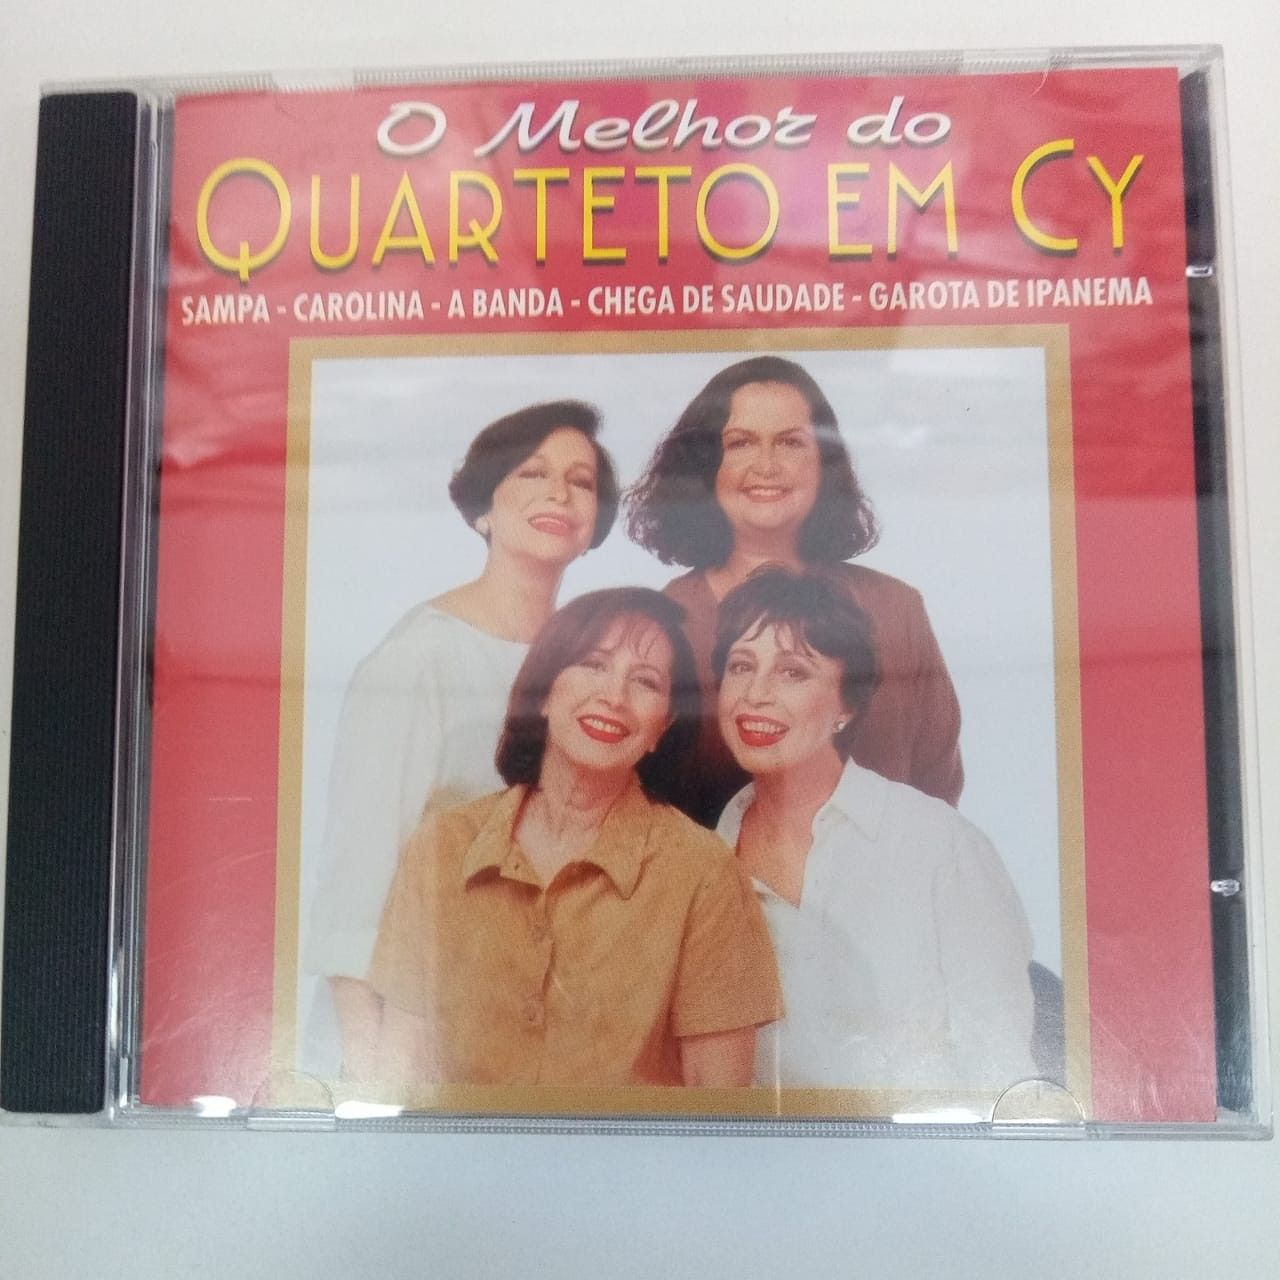 O Melhor do
QUARTETO EM CY
SAMPA - CAROLINA - A BANDA - CHEGA DE SAUDADE - GAROTA DE IPANEMA